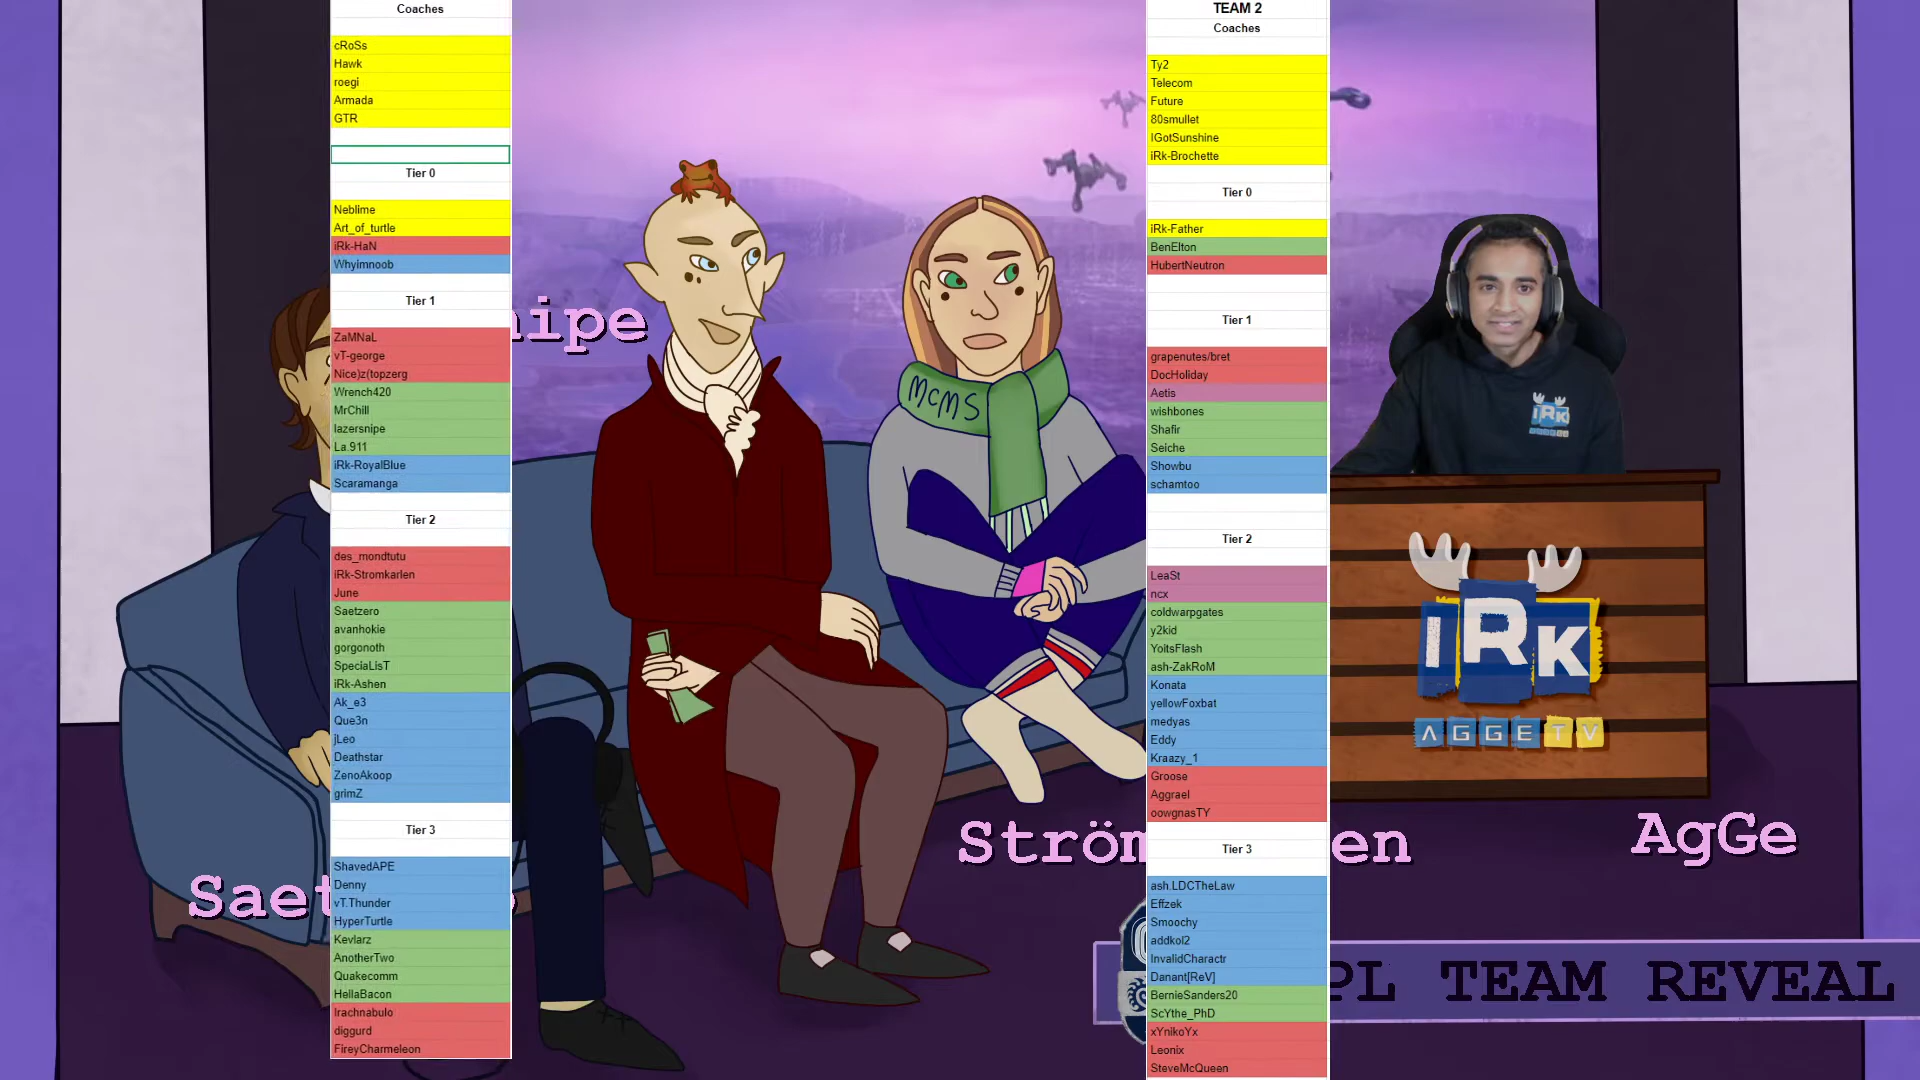 Coaches
cRoSs
Hawk
roegi
Armada
GTR
Tier 0
Neblime
Art_of_turtle
iRk-HaN
Whyimnoob
Tier 1
ZaMNaL
vT-george
Nice)z(topzerg
Wrench420
MrChill
lazersnipe
La.911
iRk-RoyalBlue
Scaramanga
Tier 2
des_mondtutu
iRk-Stromkarlen
June
Saetzero
avanhokie
gorgonoth
SpeciaLisT
iRk-Ashen
Ak_e3
Que3n
jLeo
Deathstar
ZenoAkoop
grimZ
Tier 3
ShavedAPE
Denny
vT.Thunder
HyperTurtle
Kevlarz
AnotherTwo
Quakecomm
HellaBacon
Irachnabulo
diggurd
FireyCharmeleon
nipe
McMS
Saet
Ström
en
TEAM 2
Coaches
Ty2
Telecom
Future
80smullet
IGotSunshine
iRk-Brochette
Tier 0
iRk-Father
BenElton
HubertNeutron
Tier 1
grapenutes/bret
DocHoliday
Aetis
wishbones
Shafir
Seiche
Showbu
schamtoo
Tier 2
LeaSt
ncx
coldwarpgates
y2kid
YoitsFlash
ash-ZakRoM
Konata
yellowFoxbat
medyas
Eddy
Kraazy_1
Groose
Aggrael
oowgnasTY
Tier 3
ash.LDCTheLaw
Effzek
Smoochy
addkol2
InvalidCharactr
Danant[ReV]
BernieSanders20
ScYthe_PhD
xYnikoYx
Leonix
SteveMcQueen
iRK
iRK
AGGETV
AgGe
PL TEAM REVEAL